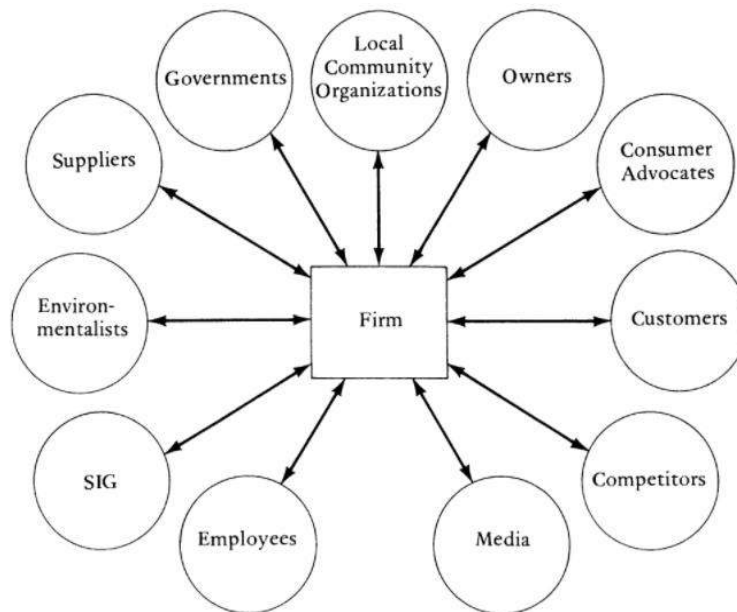 Governments
Local
Community
Organizations
Owners
Suppliers
Consumer
Advocates
Environ-
mentalists
Firm
Customers
SIG
Competitors
Employees
Media